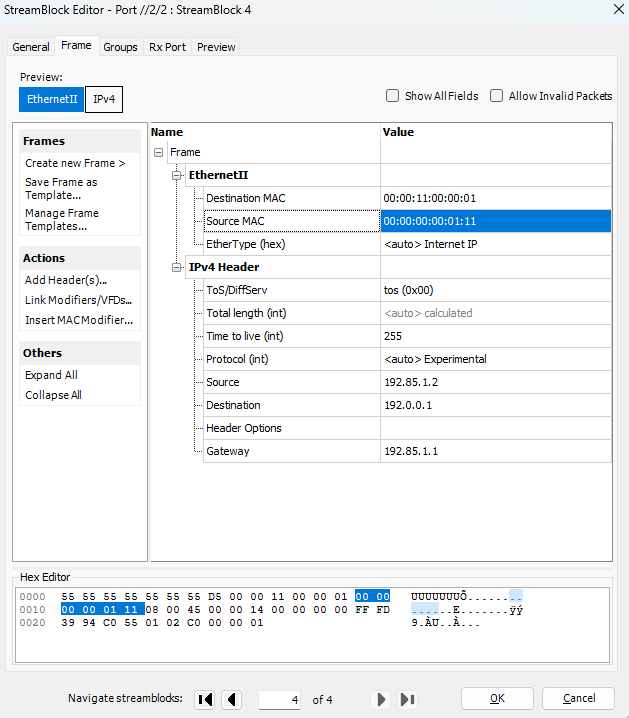 StreamBlock Editor - Port //2/2 : StreamBlock 4
General Frame Groups Rx Port Preview
Preview:
EthernetII IPv4
Show All Fields Allow Invalid Packets
Frames
Create new Frame >
Save Frame as
Template...
Manage Frame
Templates...
Actions
Add Header(s)...
Link Modifiers/VFDs...
Insert MAC Modifier...
Others
Expand All
Collapse All
Name Value
Frame
EthernetII
Destination MAC 00:00:11:00:00:01
Source MAC 00:00:00:00:01:11
EtherType (hex) <auto> Internet IP
IPv4 Header
ToS/DiffServ tos (0x00)
Total length (int) <auto> calculated
Time to live (int) 255
Protocol (int) <auto> Experimental
Source 192.85.1.2
Destination 192.0.0.1
Header Options
Gateway 192.85.1.1
Hex Editor
0000 55 55 55 55 55 55 55 D5 00 00 11 00 00 01 00 00 UUUUUUUÕ........
0010 00 00 01 11 08 00 45 00 00 14 00 00 00 00 FF FD ......E.......ÿý
0020 39 94 C0 55 01 02 C0 00 00 01 9.ÀU..À...
Navigate streamblocks: 4 of 4
OK Cancel